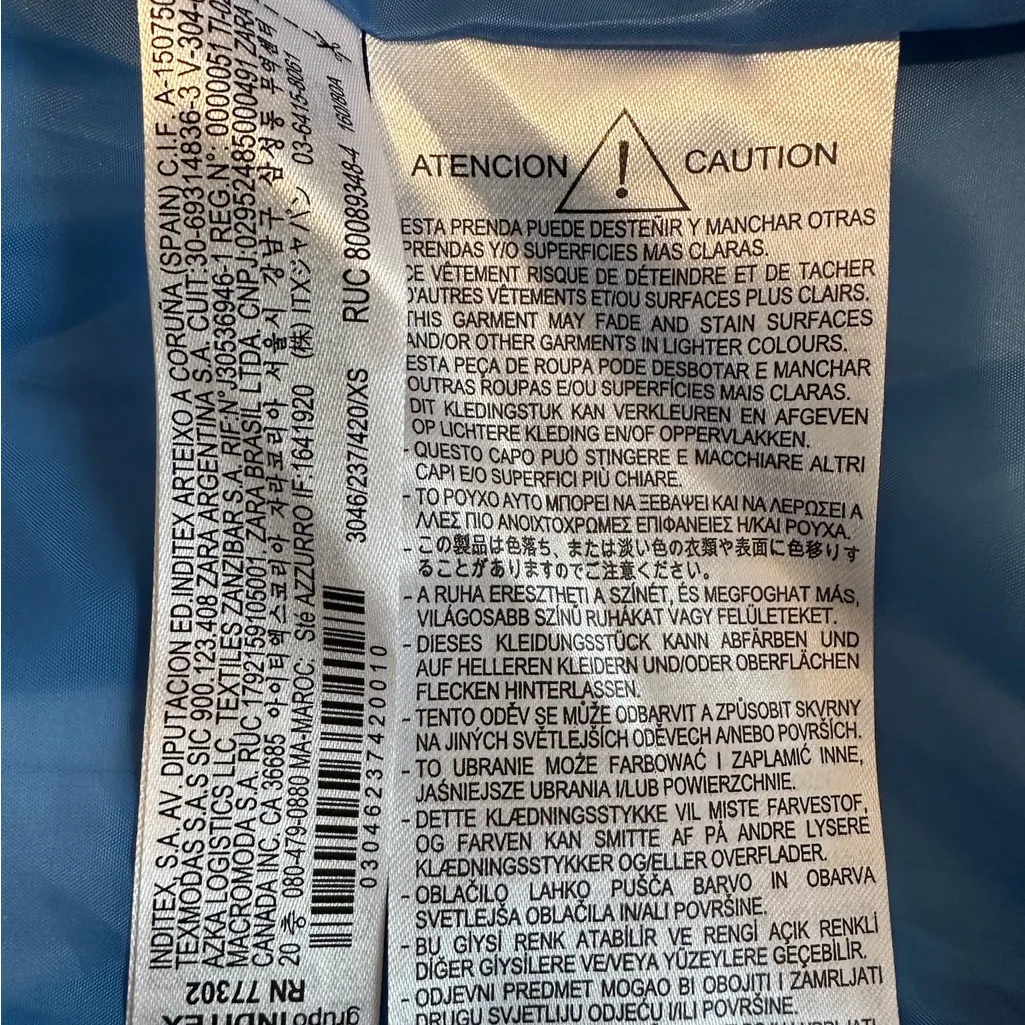 INDITEX S.A. AV. DIPUTACION ED.INDITEX ARTEIXO A CORUÑA (SPAIN) C.I.F. A-150750
TEXMODAS S.A.S SIC 900.123.408 ZARA ARGENTINA S.A. CUIT:30-69314836-3 V-304-
AZKA LOGISTICS LLC, TEXTILES ZANZIBAR S.A. RIF:Nº J30536946-1 REG.Nº: 0000051
MACROMODA S.A. RUC 1792159105001 ZARA BRASIL LTDA. CNPJ.02952485000491 ZARA
CANADA INC. CA 36685 아이티엑스코리아 자라코리아 서울시 강남구 삼성동 무역센터
20 층 080-479-0880 MA-MAROC: Sté AZZURRO IF:1641920 (株) ITXジャパン 03-6415-8061
3046/237/420/XS RUC 80089348-4 160/80A
03046237420010
RN 77302
grupo INDITEX
ATENCION ! CAUTION
ESTA PRENDA PUEDE DESTEÑIR Y MANCHAR OTRAS
PRENDAS Y/O SUPERFICIES MAS CLARAS.
CE VÊTEMENT RISQUE DE DÉTEINDRE ET DE TACHER
D'AUTRES VÊTEMENTS ET/OU SURFACES PLUS CLAIRS.
THIS GARMENT MAY FADE AND STAIN SURFACES
AND/OR OTHER GARMENTS IN LIGHTER COLOURS.
ESTA PEÇA DE ROUPA PODE DESBOTAR E MANCHAR
OUTRAS ROUPAS E/OU SUPERFÍCIES MAIS CLARAS.
DIT KLEDINGSTUK KAN VERKLEUREN EN AFGEVEN
OP LICHTERE KLEDING EN/OF OPPERVLAKKEN.
- QUESTO CAPO PUÒ STINGERE E MACCHIARE ALTRI
CAPI E/O SUPERFICI PIÙ CHIARE.
- ΤΟ ΡΟΥΧΟ ΑΥΤΟ ΜΠΟΡΕΙ ΝΑ ΞΕΒΑΨΕΙ ΚΑΙ ΝΑ ΛΕΡΩΣΕΙ Α
ΛΛΕΣ ΠΙΟ ΑΝΟΙΧΤΟΧΡΩΜΕΣ ΕΠΙΦΑΝΕΙΕΣ Η/ΚΑΙ ΡΟΥΧΑ.
- この製品は色落ち、または淡い色の衣類や表面に色移りす
ることがありますのでご注意ください。
- A RUHA ERESZTHETI A SZÍNÉT, ÉS MEGFOGHAT MÁS,
VILÁGOSABB SZÍNŰ RUHÁKAT VAGY FELÜLETEKET.
- DIESES KLEIDUNGSSTÜCK KANN ABFÄRBEN UND
AUF HELLEREN KLEIDERN UND/ODER OBERFLÄCHEN
FLECKEN HINTERLASSEN.
- TENTO ODĚV SE MŮŽE ODBARVIT A ZPŮSOBIT SKVRNY
NA JINÝCH SVĚTLEJŠÍCH ODĚVECH A/NEBO POVRŠÍCH.
- TO UBRANIE MOŻE FARBOWAĆ I ZAPLAMIĆ INNE,
JAŚNIEJSZE UBRANIA I/LUB POWIERZCHNIE.
- DETTE KLÆDNINGSSTYKKE VIL MISTE FARVESTOF,
OG FARVEN KAN SMITTE AF PÅ ANDRE LYSERE
KLÆDNINGSSTYKKER OG/ELLER OVERFLADER.
- OBLAČILO LAHKO PUŠČA BARVO IN OBARVA
SVETLEJŠA OBLAČILA IN/ALI POVRŠINE.
- BU GİYSİ RENK ATABİLİR VE RENGİ AÇIK RENKLİ
DİĞER GİYSİLERE VE/VEYA YÜZEYLERE GEÇEBİLİR.
- ODJEVNI PREDMET MOGAO BI OBOJITI I ZAMRLJATI
DRUGU SVJETLIJU ODJEĆU I/ILI POVRŠINE.